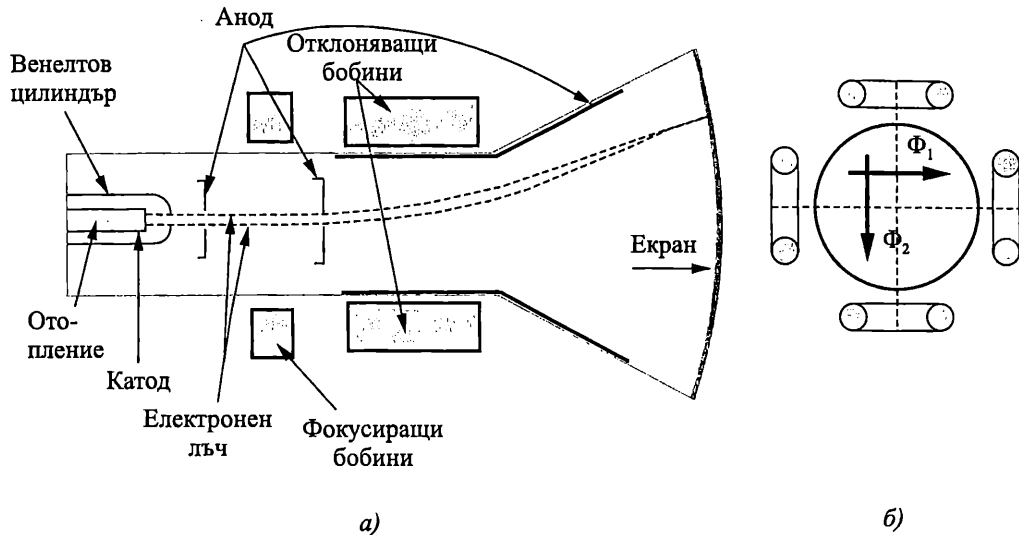 Анод
Отклоняващи
бобини
Венелтов
цилиндър
Екран
Ото-
пление
Катод
Електронен
лъч
Фокусиращи
бобини
Φ1
Φ2
а)
б)